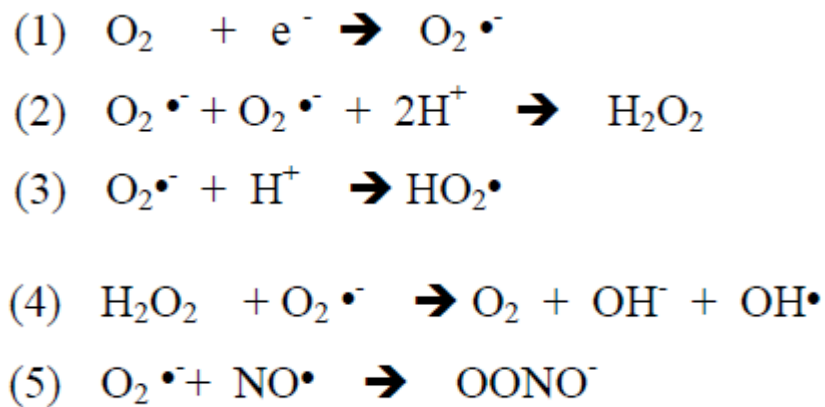 (1) O₂ + e⁻ ➔ O₂•⁻
(2) O₂•⁻ + O₂•⁻ + 2H⁺ ➔ H₂O₂
(3) O₂•⁻ + H⁺ ➔ HO₂•
(4) H₂O₂ + O₂•⁻ ➔ O₂ + OH⁻ + OH•
(5) O₂•⁻ + NO• ➔ OONO⁻